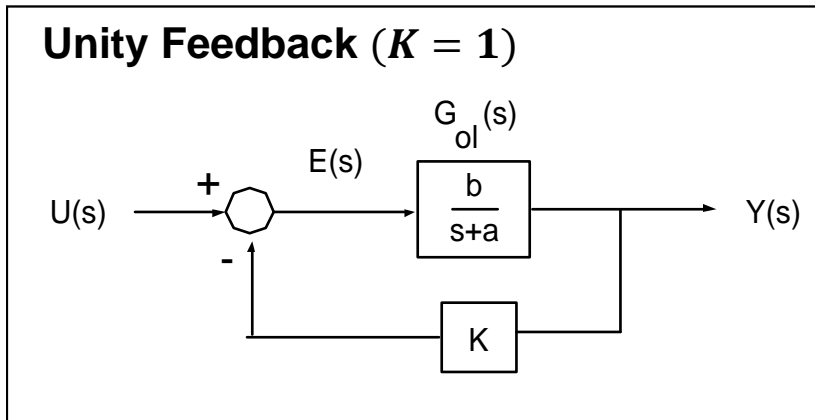 Unity Feedback (K = 1)
G_ol(s)
E(s)
b
+
U(s)
s+a
Y(s)
-
K